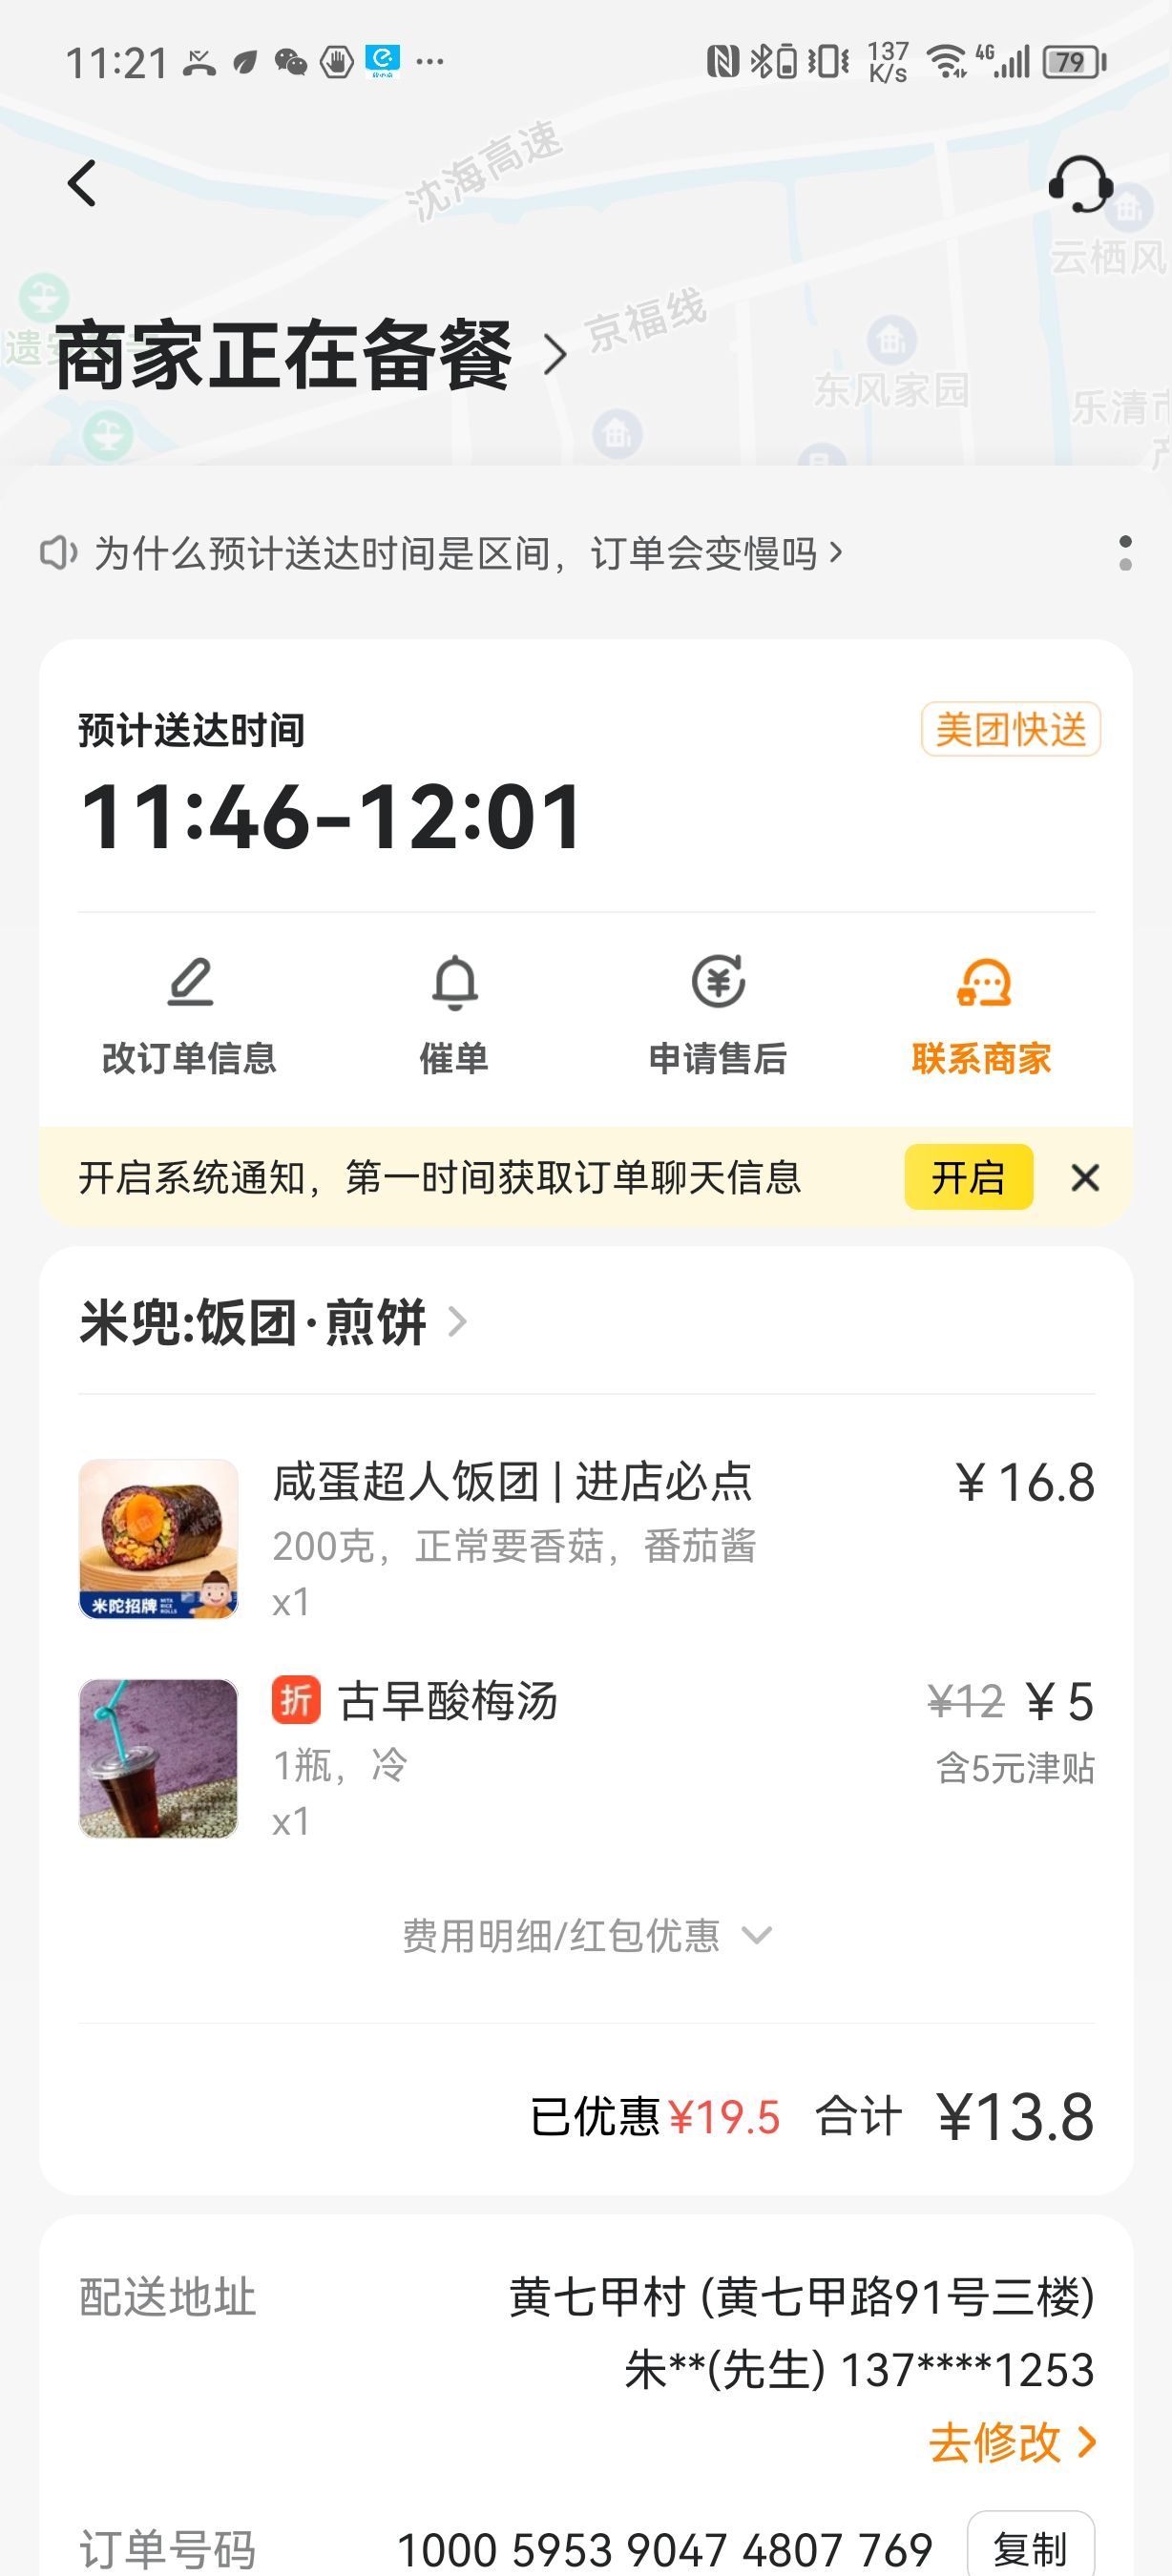 11:21
137 K/s
4G
79
沈海高速
云栖风
京福线
遗安
商家正在备餐
东风家园
乐清市
为什么预计送达时间是区间，订单会变慢吗
预计送达时间
美团快送
11:46-12:01
改订单信息 催单 申请售后 联系商家
开启系统通知，第一时间获取订单聊天信息 开启
米兜:饭团·煎饼
咸蛋超人饭团 | 进店必点 ¥16.8
200克，正常要香菇，番茄酱
x1
米陀招牌
折 古早酸梅汤 ¥12 ¥5
1瓶，冷 含5元津贴
x1
费用明细/红包优惠
已优惠¥19.5 合计 ¥13.8
配送地址 黄七甲村 (黄七甲路91号三楼)
朱**(先生) 137****1253
去修改
订单号码 1000 5953 9047 4807 769 复制